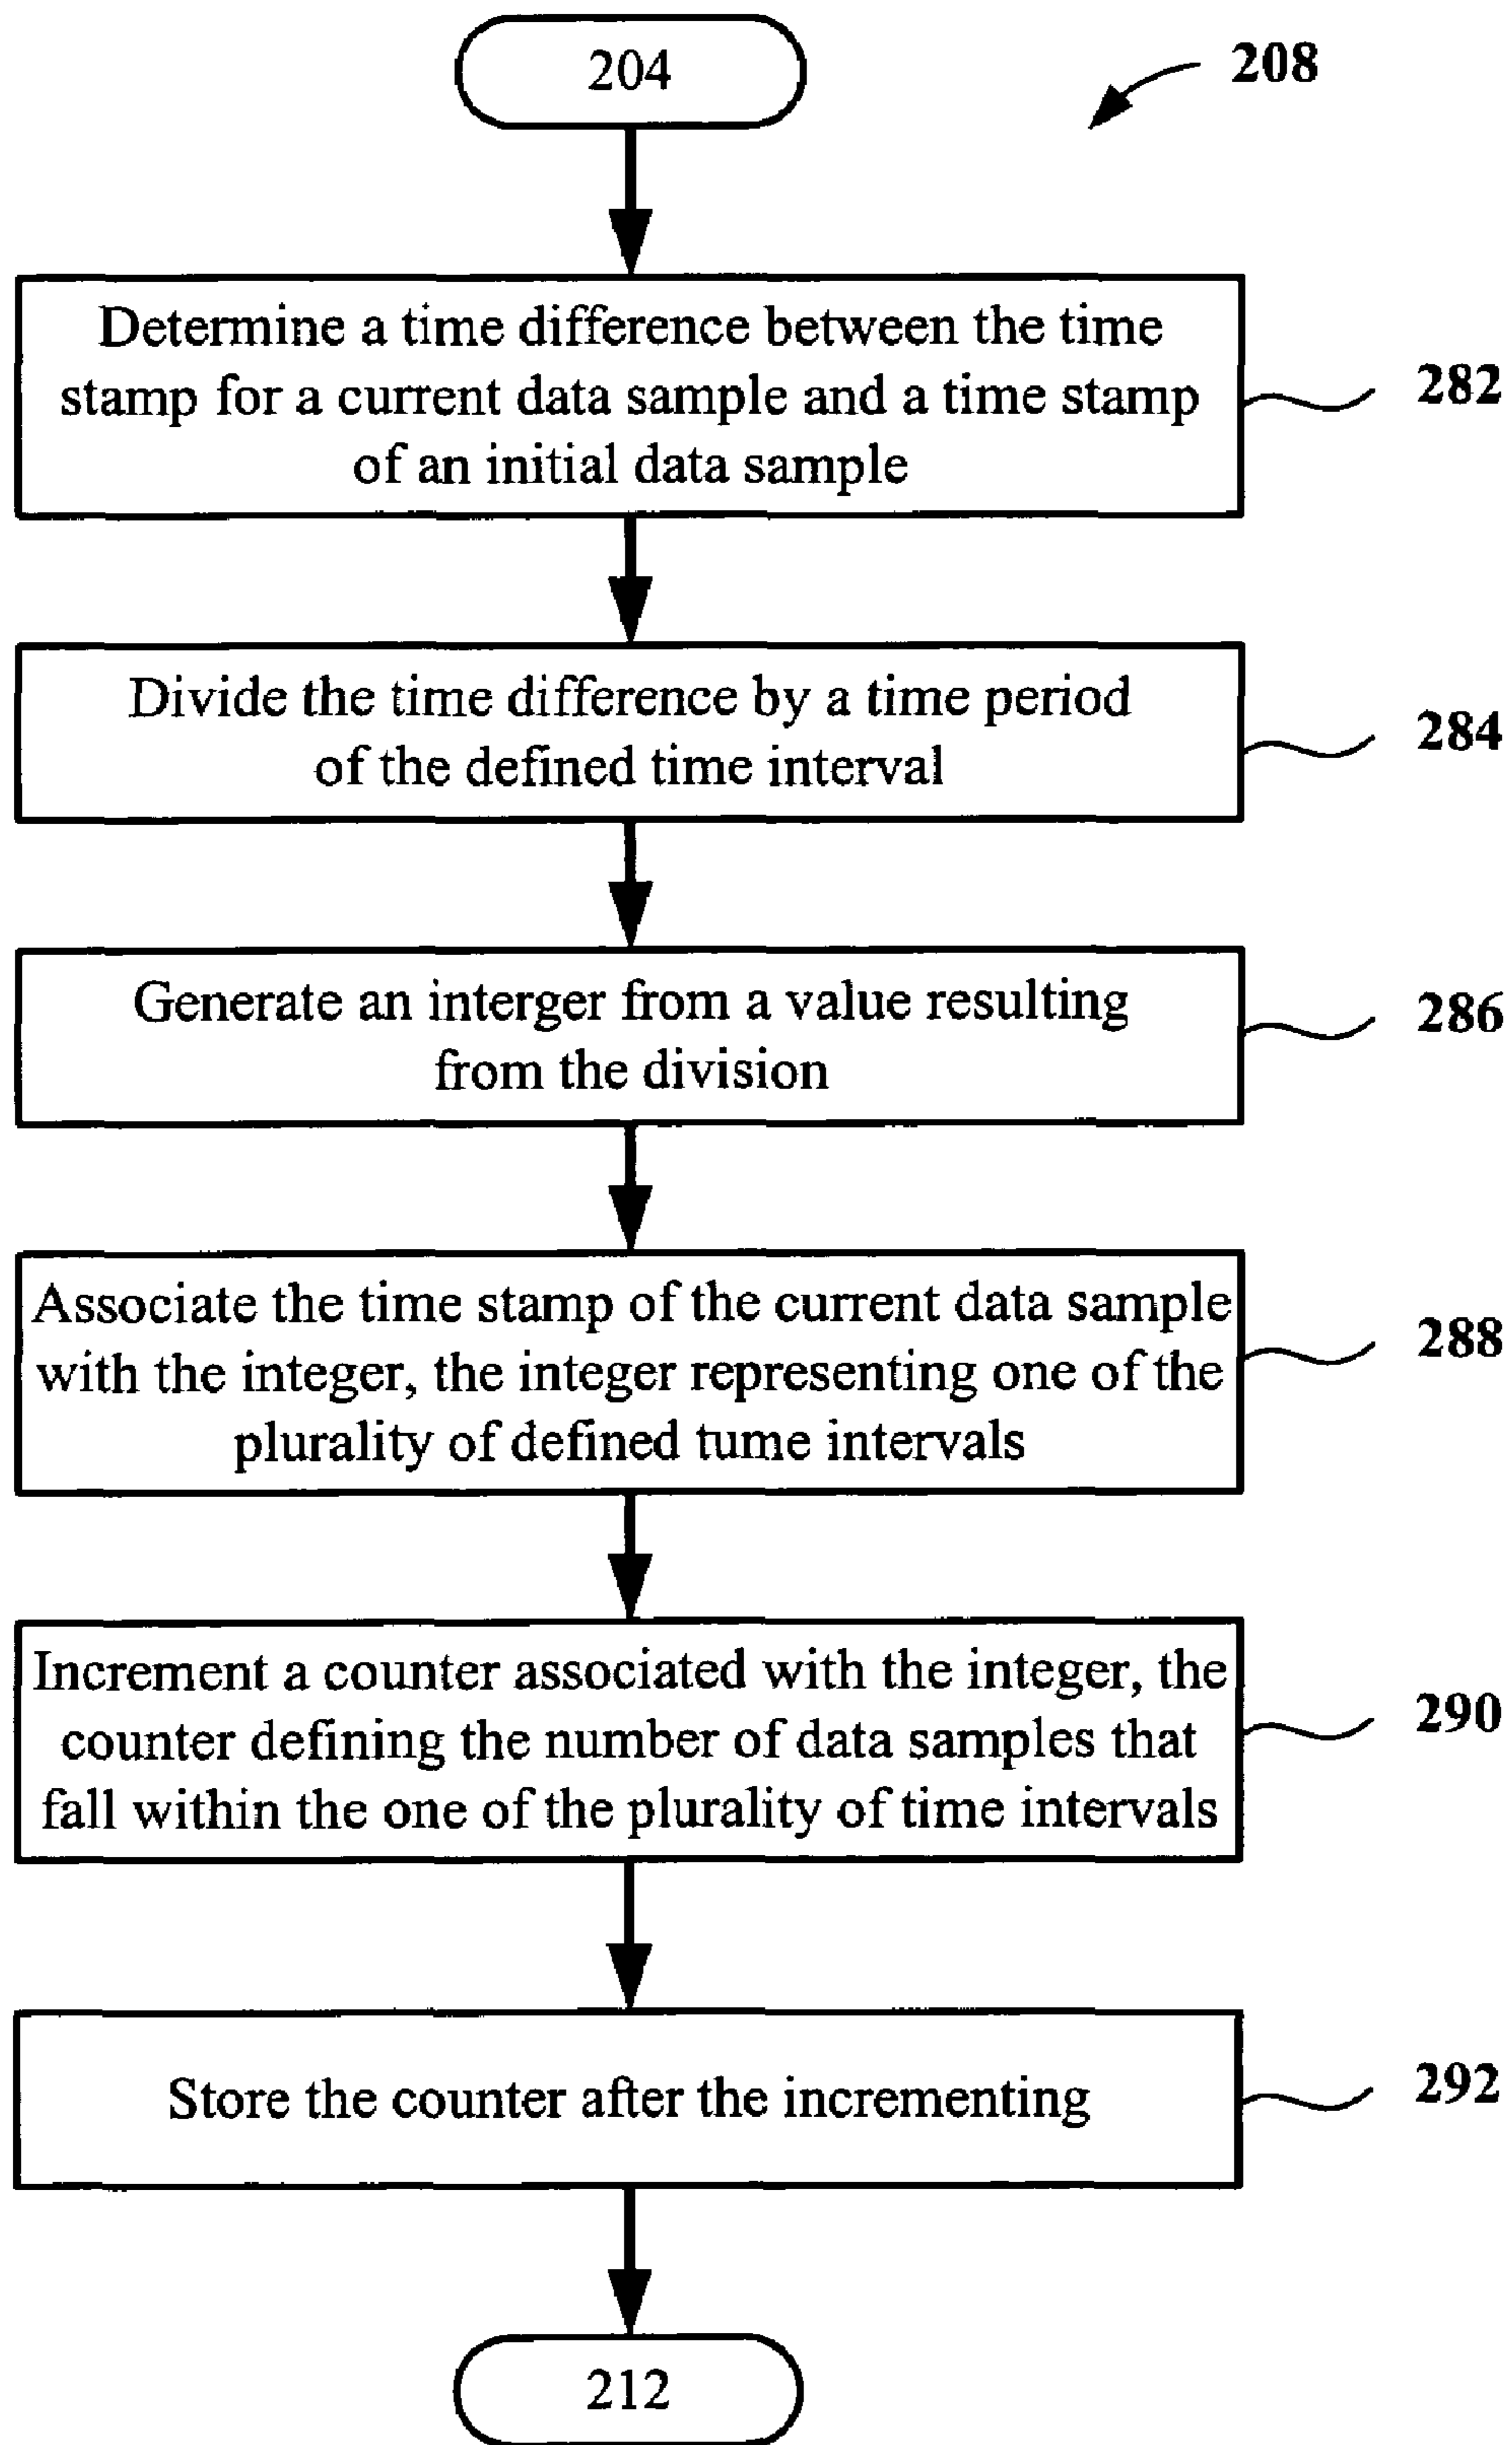 204
208
Determine a time difference between the time
stamp for a current data sample and a time stamp
of an initial data sample
282
Divide the time difference by a time period
of the defined time interval
284
Generate an interger from a value resulting
from the division
286
Associate the time stamp of the current data sample
with the integer, the integer representing one of the
plurality of defined tume intervals
288
Increment a counter associated with the integer, the
counter defining the number of data samples that
fall within the one of the plurality of time intervals
290
Store the counter after the incrementing
292
212